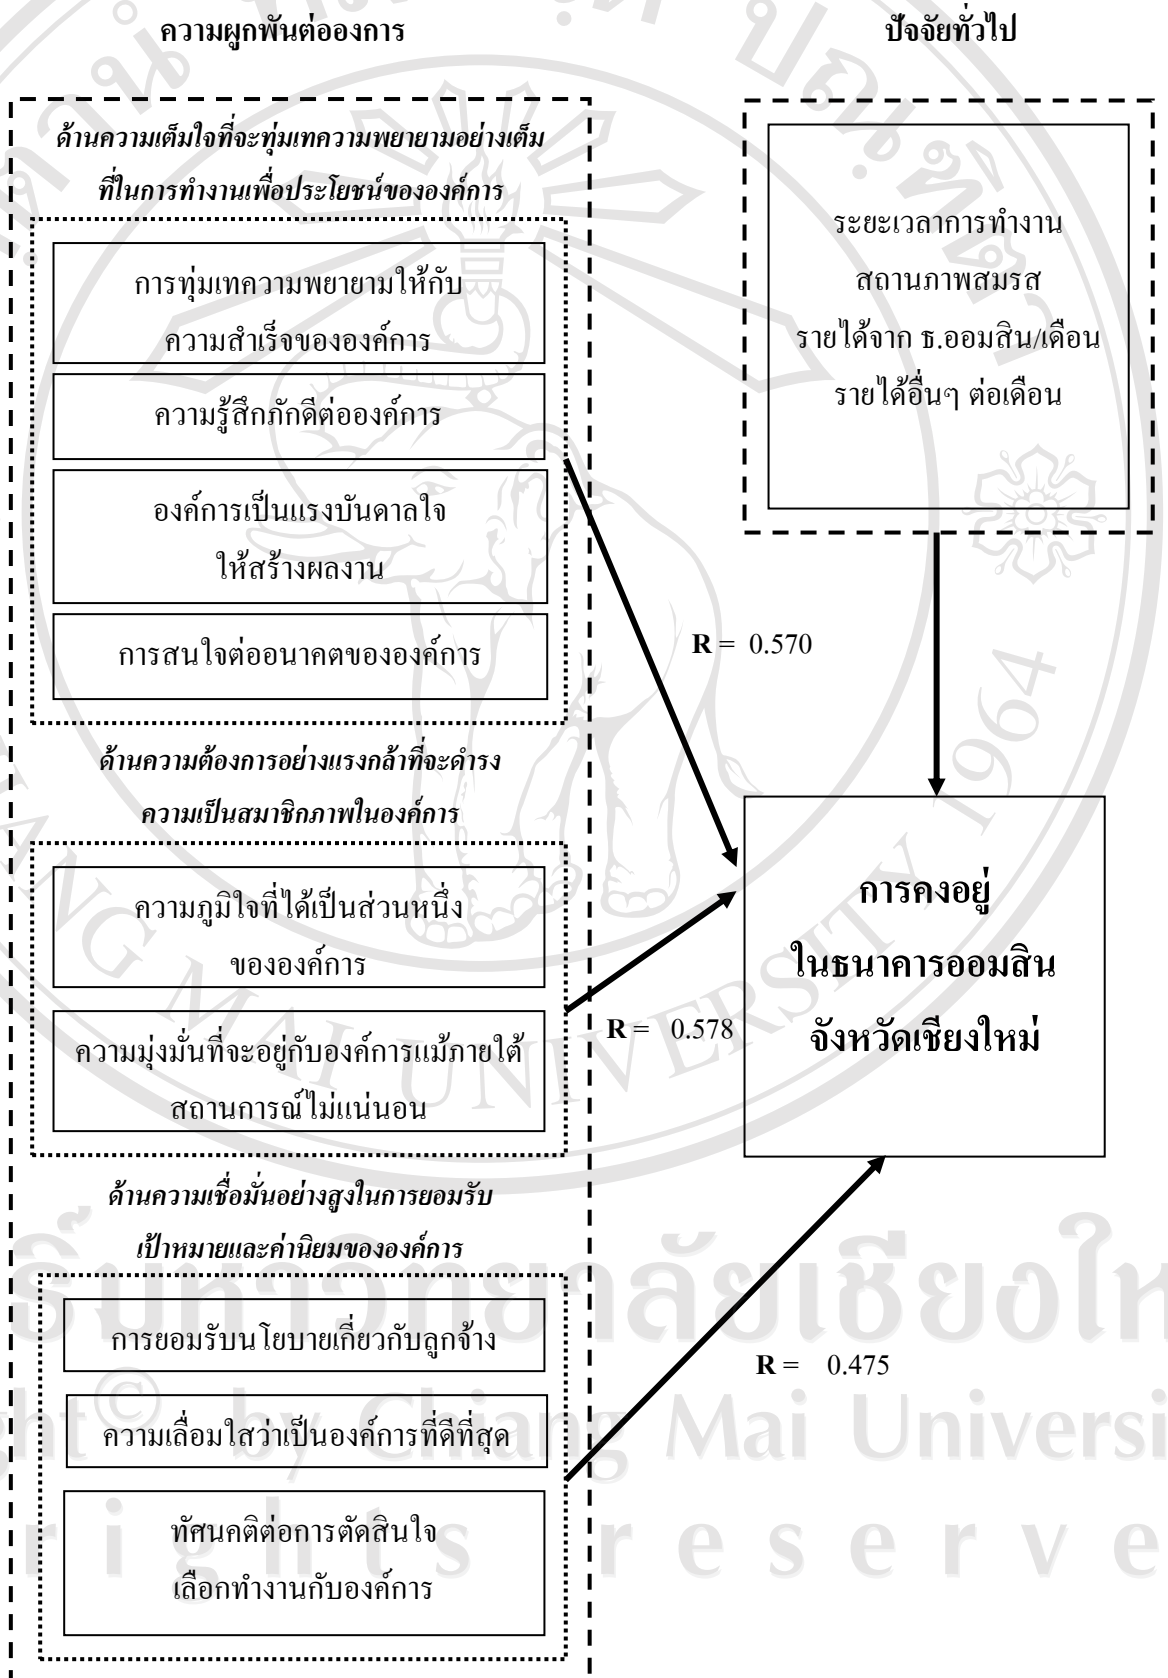 ความผูกพันต่อองการ
ปัจจัยทั่วไป
ด้านความเต็มใจที่จะทุ่มเทความพยายามอย่างเต็ม
ที่ในการทำงานเพื่อประโยชน์ขององค์การ
การทุ่มเทความพยายามให้กับ
ความสำเร็จขององค์การ
ความรู้สึกภักดีต่อองค์การ
องค์การเป็นแรงบันดาลใจ
ให้สร้างผลงาน
การสนใจต่ออนาคตขององค์การ
ระยะเวลาการทำงาน
สถานภาพสมรส
รายได้จาก ธ.ออมสิน/เดือน
รายได้อื่นๆ ต่อเดือน
R = 0.570
ด้านความต้องการอย่างแรงกล้าที่จะดำรง
ความเป็นสมาชิกภาพในองค์การ
ความภูมิใจที่ได้เป็นส่วนหนึ่ง
ขององค์การ
ความมุ่งมั่นที่จะอยู่กับองค์การแม้ภายใต้
สถานการณ์ไม่แน่นอน
R = 0.578
การคงอยู่
ในธนาคารออมสิน
จังหวัดเชียงใหม่
ด้านความเชื่อมั่นอย่างสูงในการยอมรับ
เป้าหมายและค่านิยมขององค์การ
การยอมรับนโยบายเกี่ยวกับลูกจ้าง
ความเลื่อมใสว่าเป็นองค์การที่ดีที่สุด
ทัศนคติต่อการตัดสินใจ
เลือกทำงานกับองค์การ
R = 0.475
ANG MAI UNIVERSITY 1964
ธิ์มหาวิทยาลัยเชียงให
ght © by Chiang Mai Universi
r i g h t s r e s e r v e